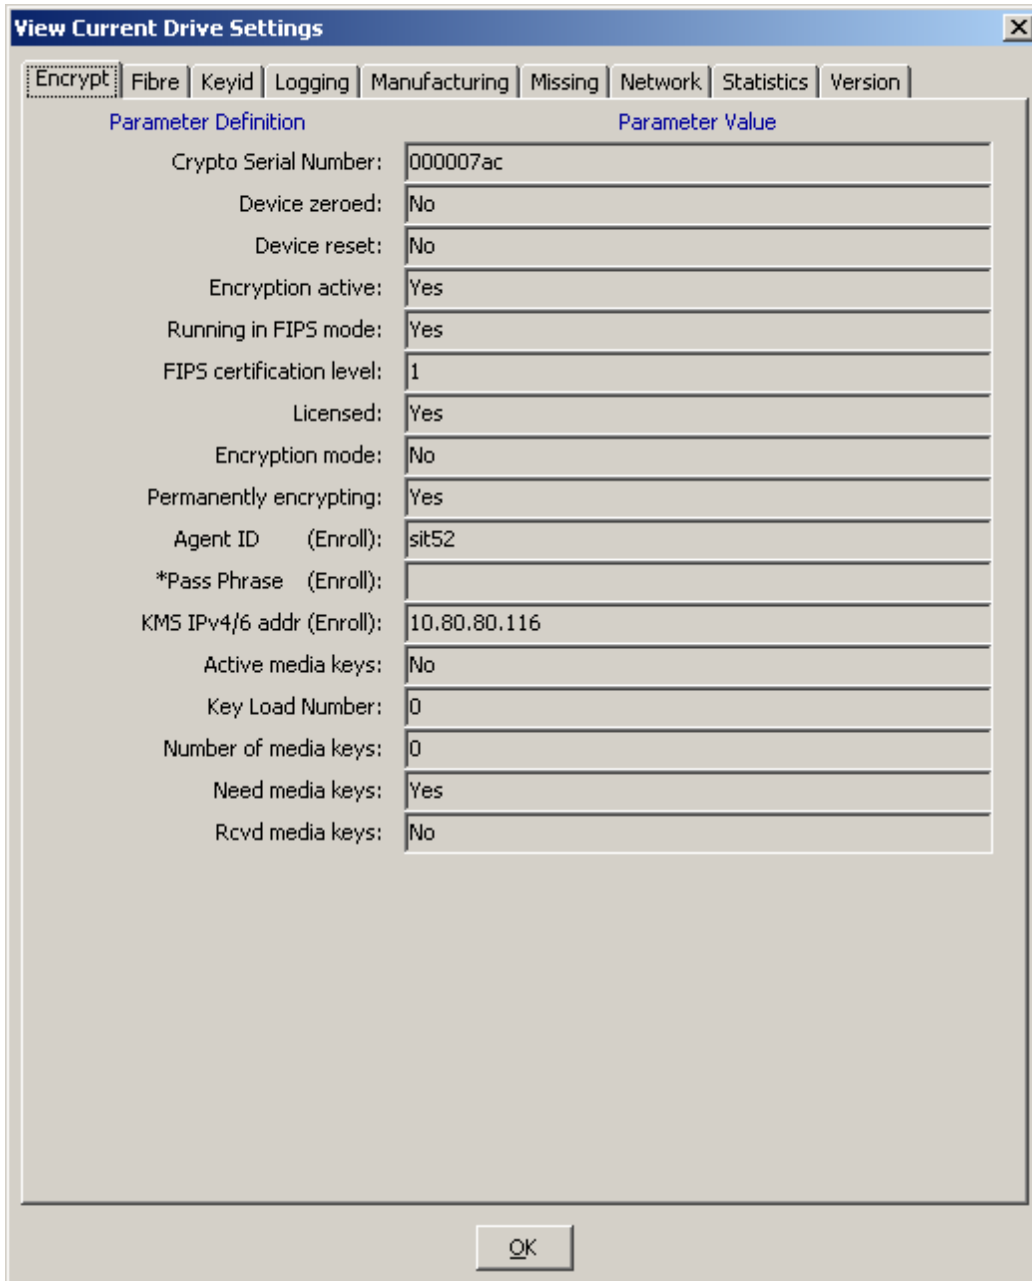 View Current Drive Settings
Encrypt Fibre Keyid Logging Manufacturing Missing Network Statistics Version
Parameter Definition Parameter Value
Crypto Serial Number: 000007ac
Device zeroed: No
Device reset: No
Encryption active: Yes
Running in FIPS mode: Yes
FIPS certification level: 1
Licensed: Yes
Encryption mode: No
Permanently encrypting: Yes
Agent ID (Enroll): sit52
*Pass Phrase (Enroll):
KMS IPv4/6 addr (Enroll): 10.80.80.116
Active media keys: No
Key Load Number: 0
Number of media keys: 0
Need media keys: Yes
Rcvd media keys: No
OK